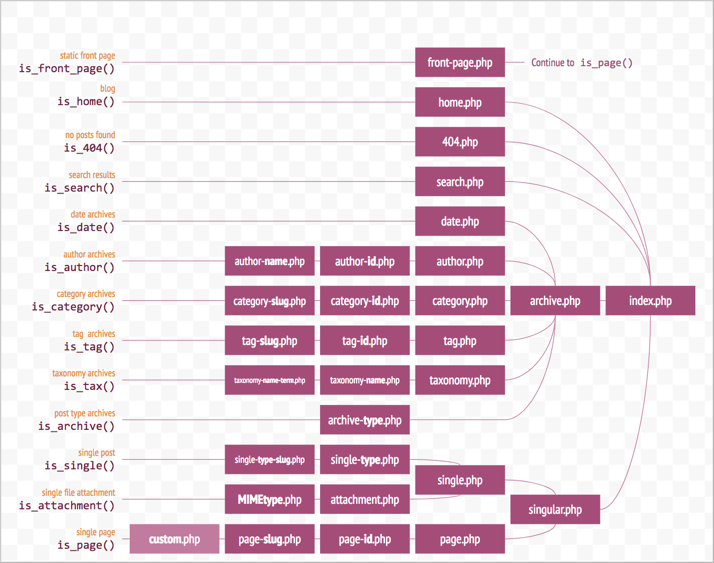 static front page
is_front_page()
front-page.php
Continue to is_page()
blog
is_home()
home.php
no posts found
is_404()
404.php
search results
is_search()
search.php
date archives
is_date()
date.php
author archives
is_author()
author-name.php
author-id.php
author.php
category archives
is_category()
category-slug.php
category-id.php
category.php
archive.php
index.php
tag archives
is_tag()
tag-slug.php
tag-id.php
tag.php
taxonomy archives
is_tax()
taxonomy-name-term.php
taxonomy-name.php
taxonomy.php
post type archives
is_archive()
archive-type.php
single post
is_single()
single-type-slug.php
single-type.php
single.php
single file attachment
is_attachment()
MIMEtype.php
attachment.php
singular.php
single page
is_page()
custom.php
page-slug.php
page-id.php
page.php